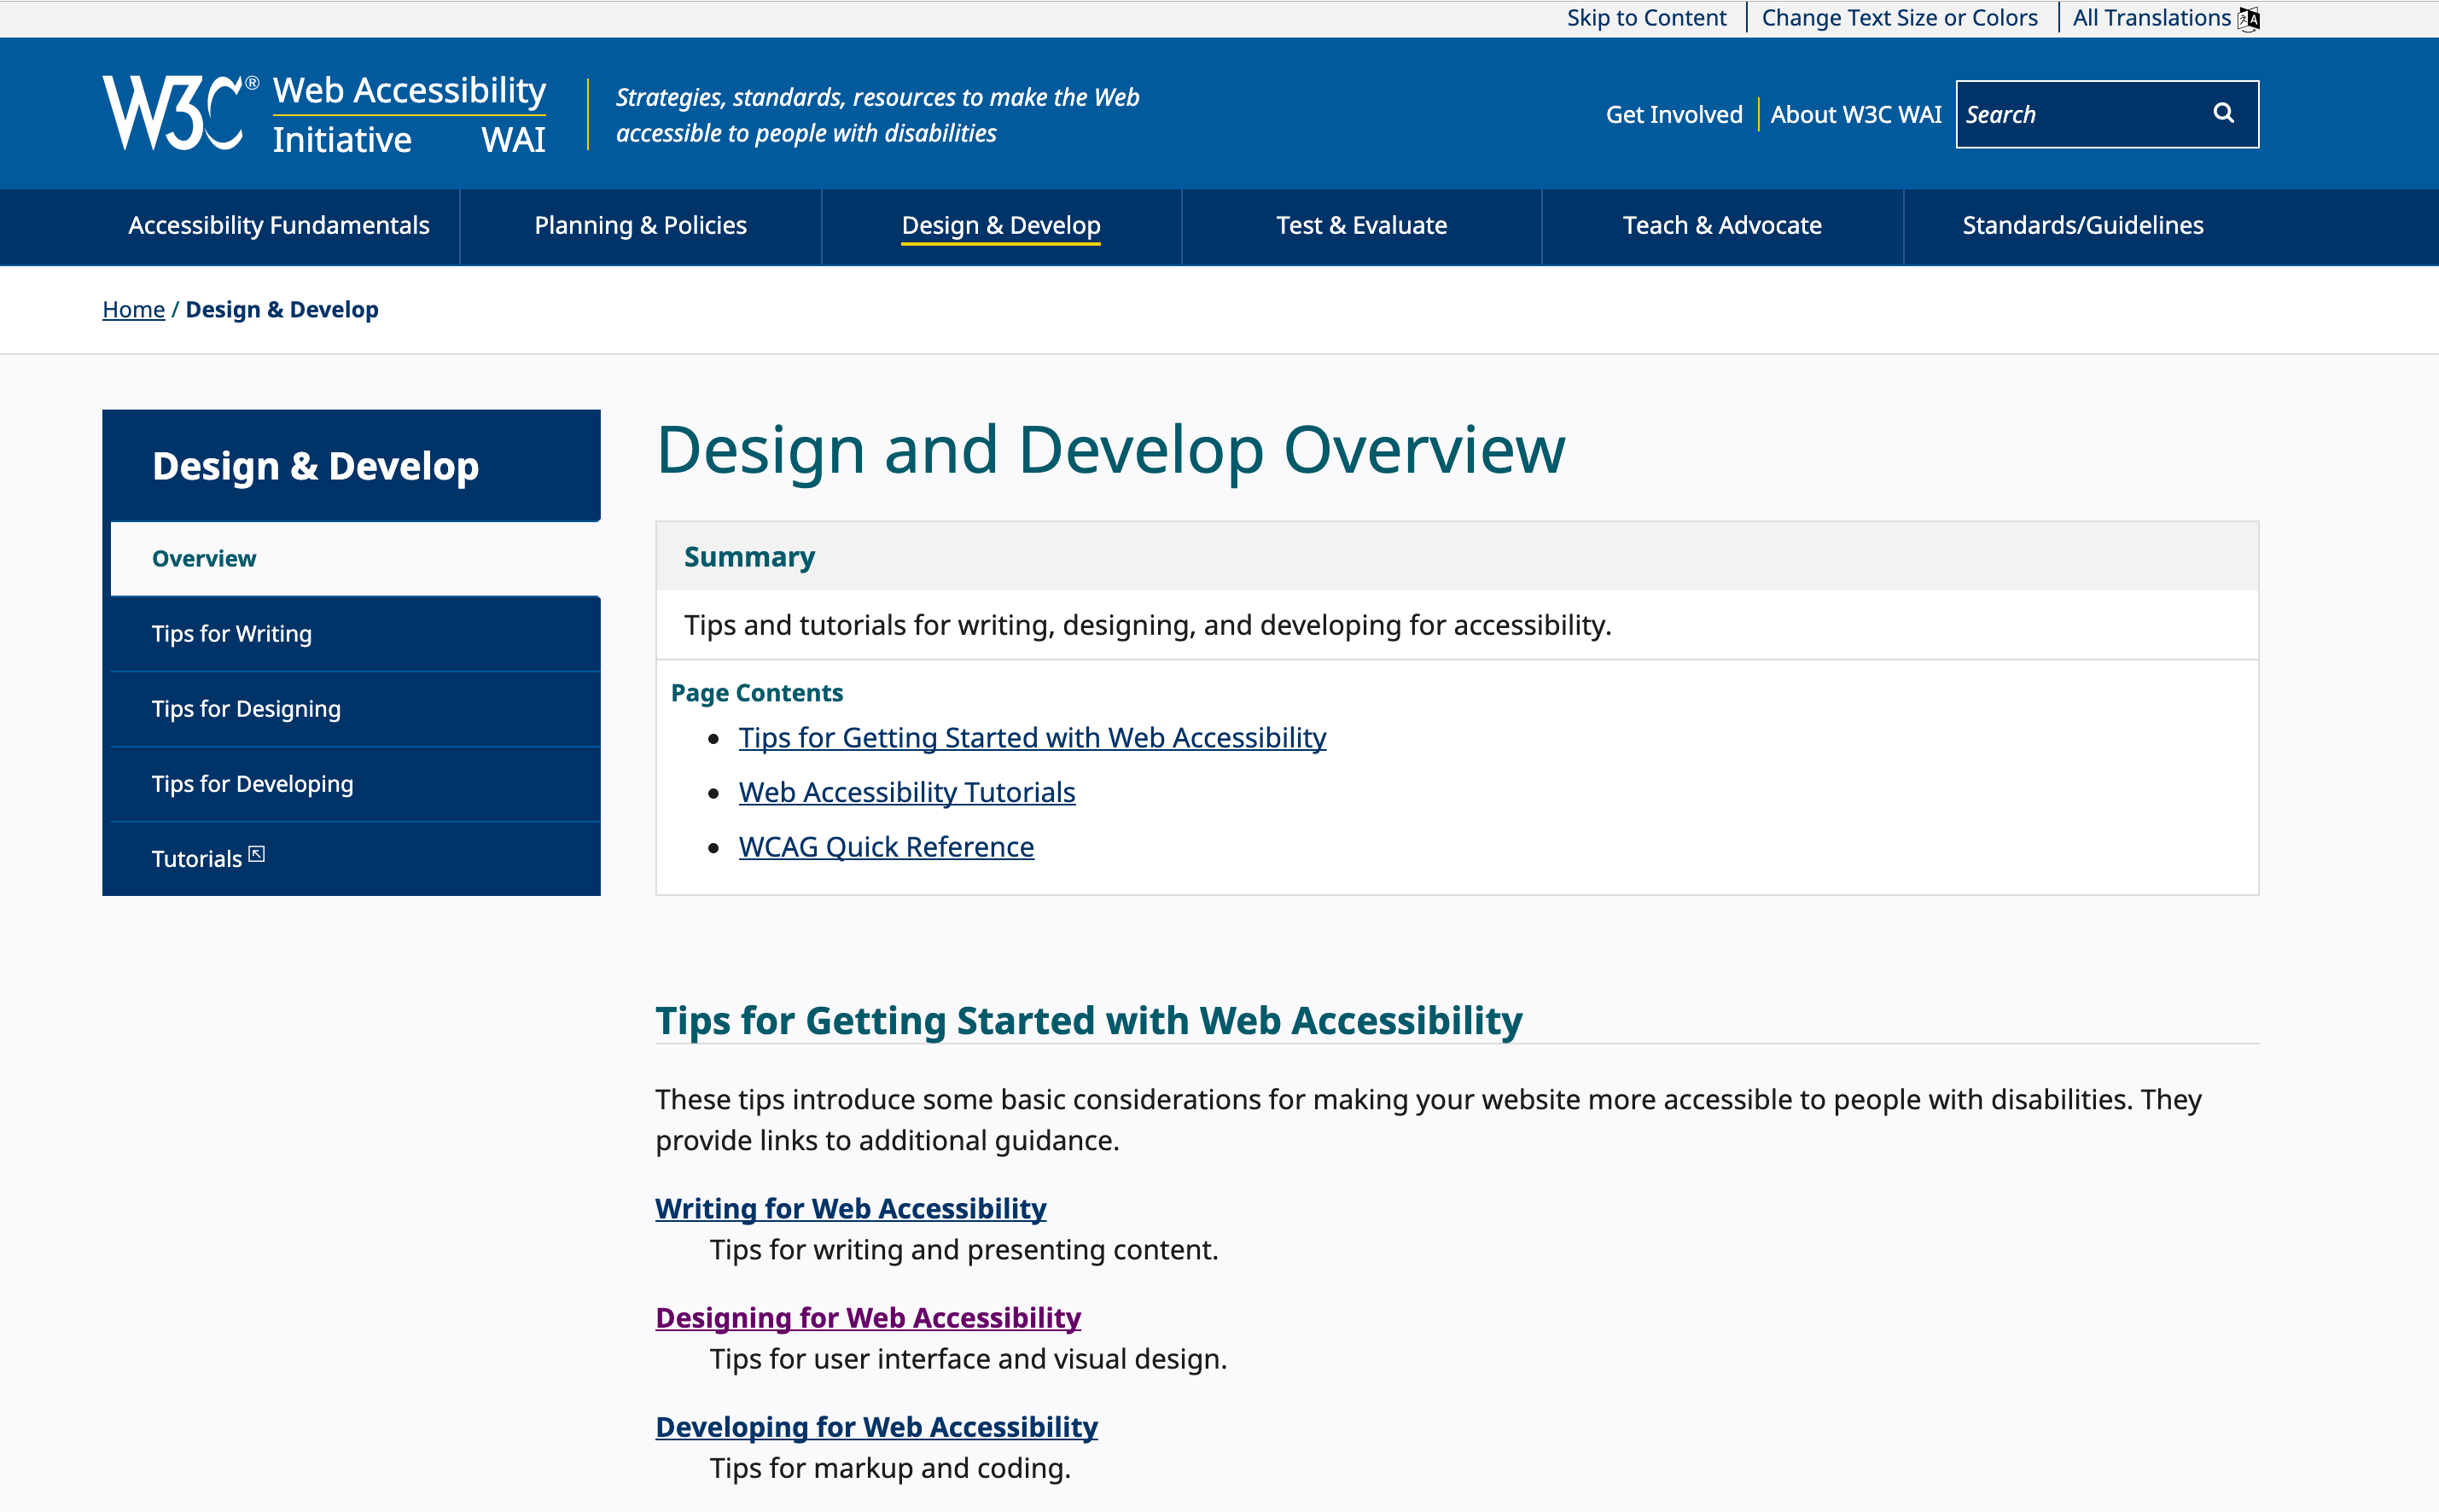 Skip to Content
Change Text Size or Colors
All Translations
W3C® Web Accessibility
Initiative WAI
Strategies, standards, resources to make the Web
accessible to people with disabilities
Get Involved
About W3C WAI
Search
Accessibility Fundamentals
Planning & Policies
Design & Develop
Test & Evaluate
Teach & Advocate
Standards/Guidelines
Home / Design & Develop
Design & Develop
Overview
Tips for Writing
Tips for Designing
Tips for Developing
Tutorials
Design and Develop Overview
Summary
Tips and tutorials for writing, designing, and developing for accessibility.
Page Contents
Tips for Getting Started with Web Accessibility
Web Accessibility Tutorials
WCAG Quick Reference
Tips for Getting Started with Web Accessibility
These tips introduce some basic considerations for making your website more accessible to people with disabilities. They
provide links to additional guidance.
Writing for Web Accessibility
Tips for writing and presenting content.
Designing for Web Accessibility
Tips for user interface and visual design.
Developing for Web Accessibility
Tips for markup and coding.